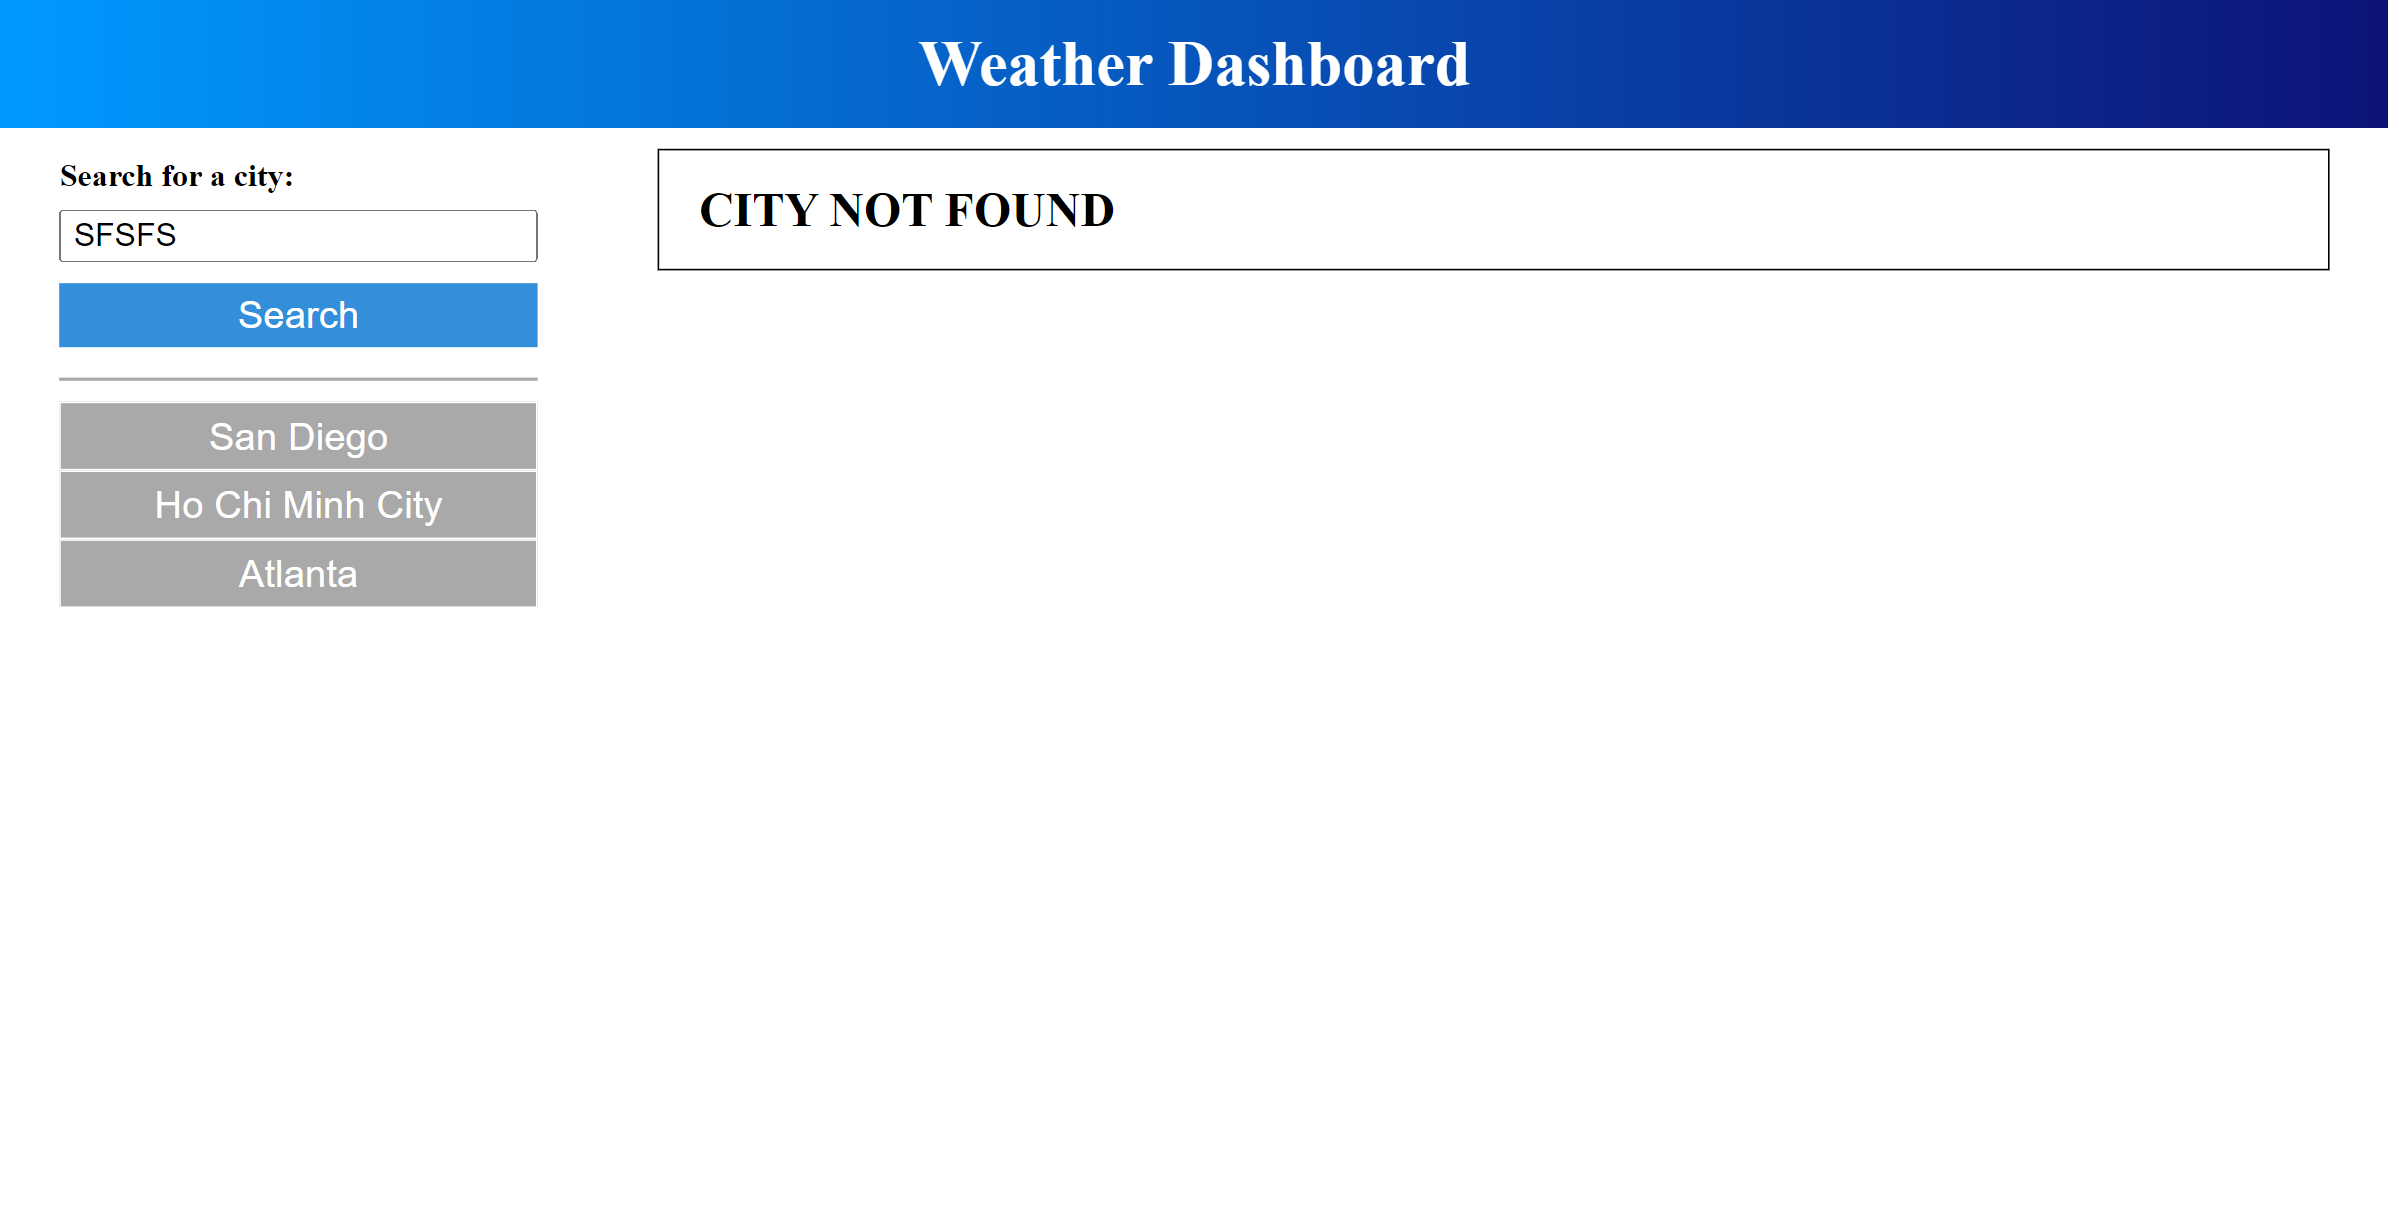 Weather Dashboard
Search for a city:
SFSFS
Search
San Diego
Ho Chi Minh City
Atlanta
CITY NOT FOUND